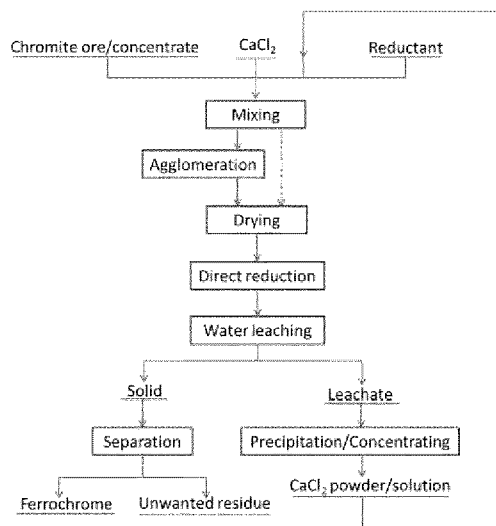 Chromite ore/concentrate CaCl₂ Reductant
Mixing
Agglomeration
Drying
Direct reduction
Water leaching
Solid Leachate
Separation Precipitation/Concentrating
Ferrochrome Unwanted residue CaCl₂ powder/solution